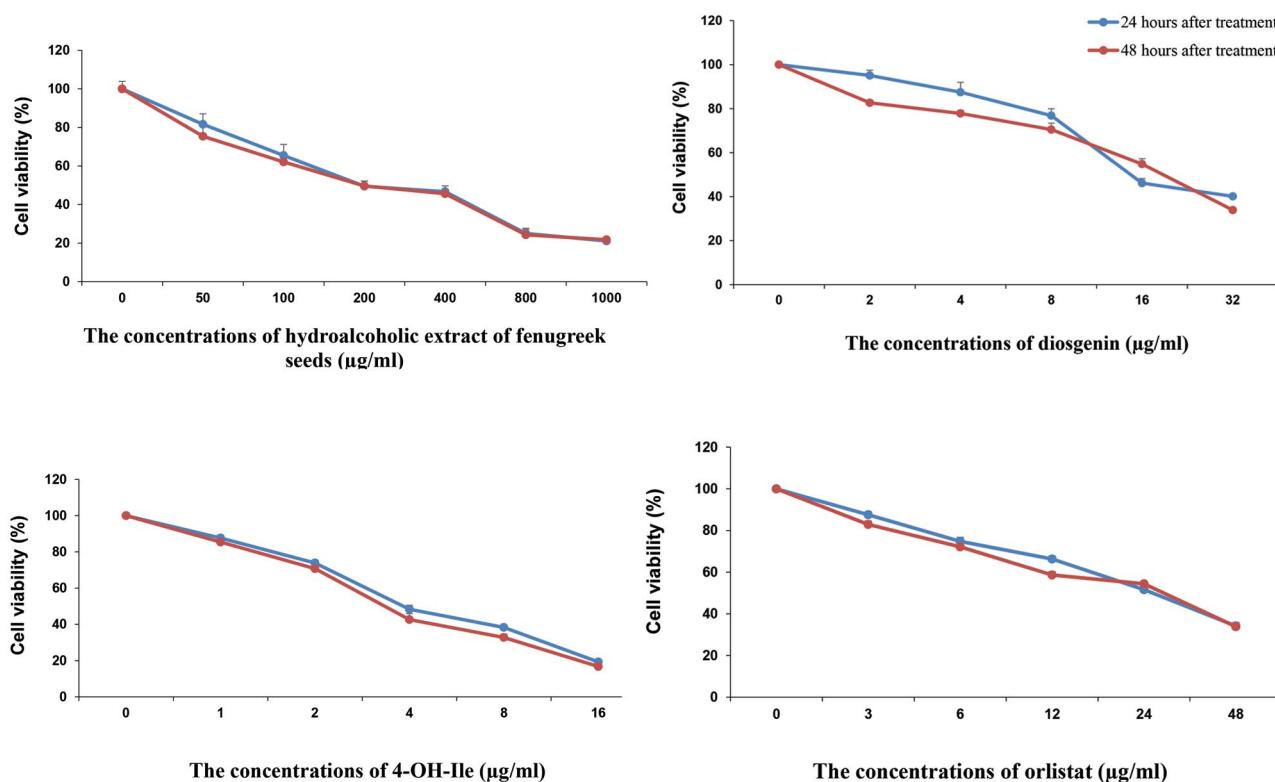 24 hours after treatment
48 hours after treatment
Cell viability (%)
120
100
80
60
40
20
0
0 50 100 200 400 800 1000
The concentrations of hydroalcoholic extract of fenugreek
seeds (µg/ml)
Cell viability (%)
120
100
80
60
40
20
0
0 2 4 8 16 32
The concentrations of diosgenin (µg/ml)
Cell viability (%)
120
100
80
60
40
20
0
0 1 2 4 8 16
The concentrations of 4-OH-Ile (µg/ml)
Cell viability (%)
120
100
80
60
40
20
0
0 3 6 12 24 48
The concentrations of orlistat (µg/ml)